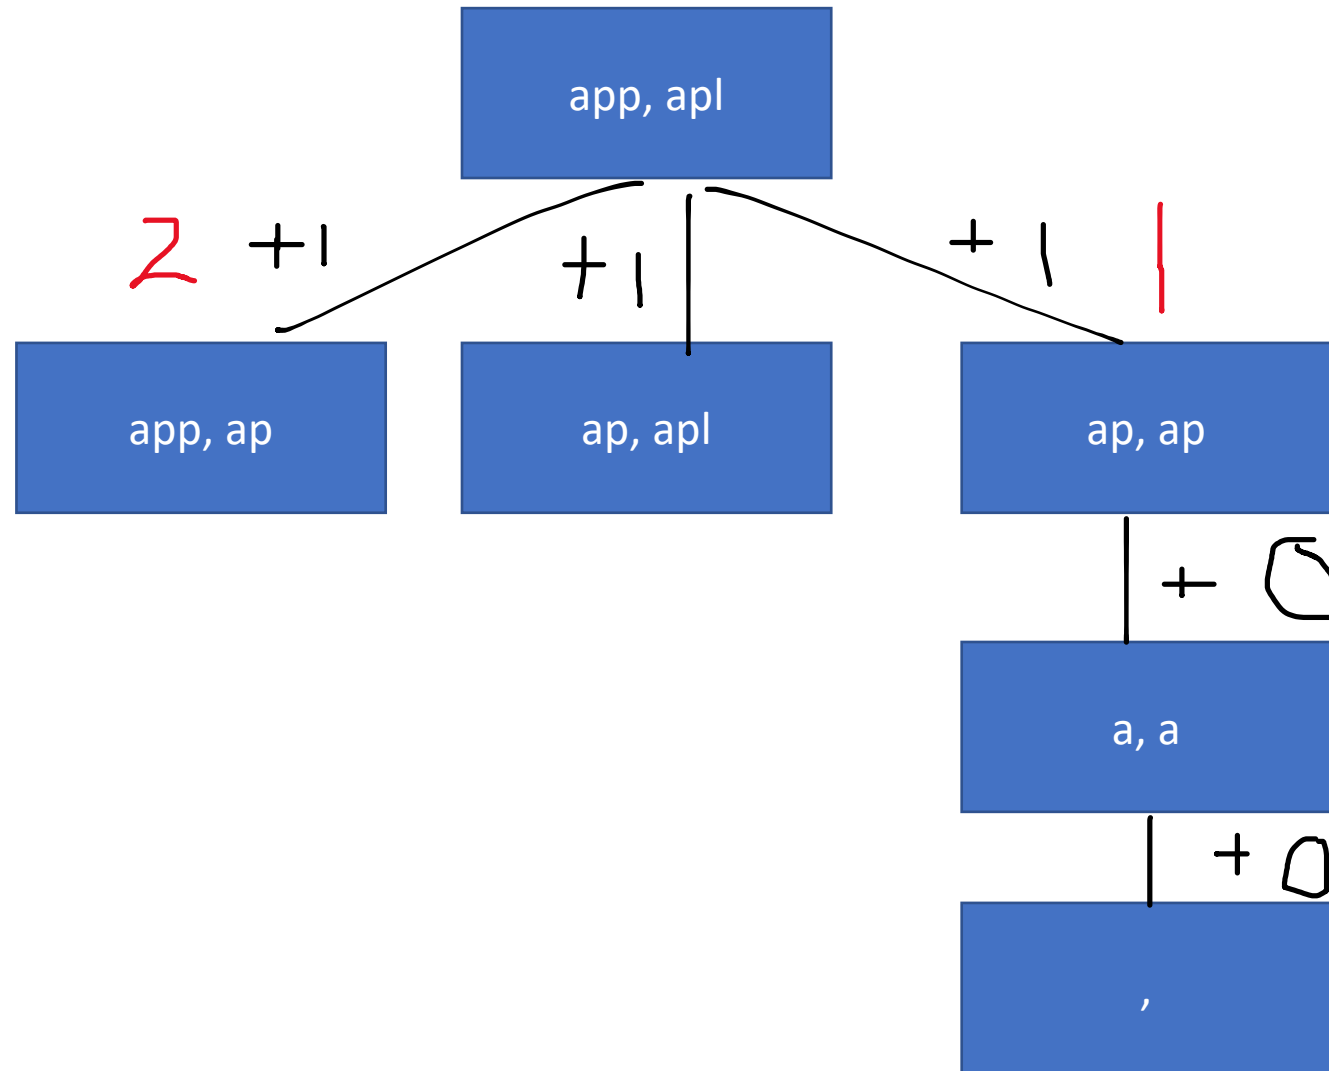 app, apl
2 +1 +1 +1 1
app, ap
ap, apl
ap, ap
+ 0
a, a
+ 0
,